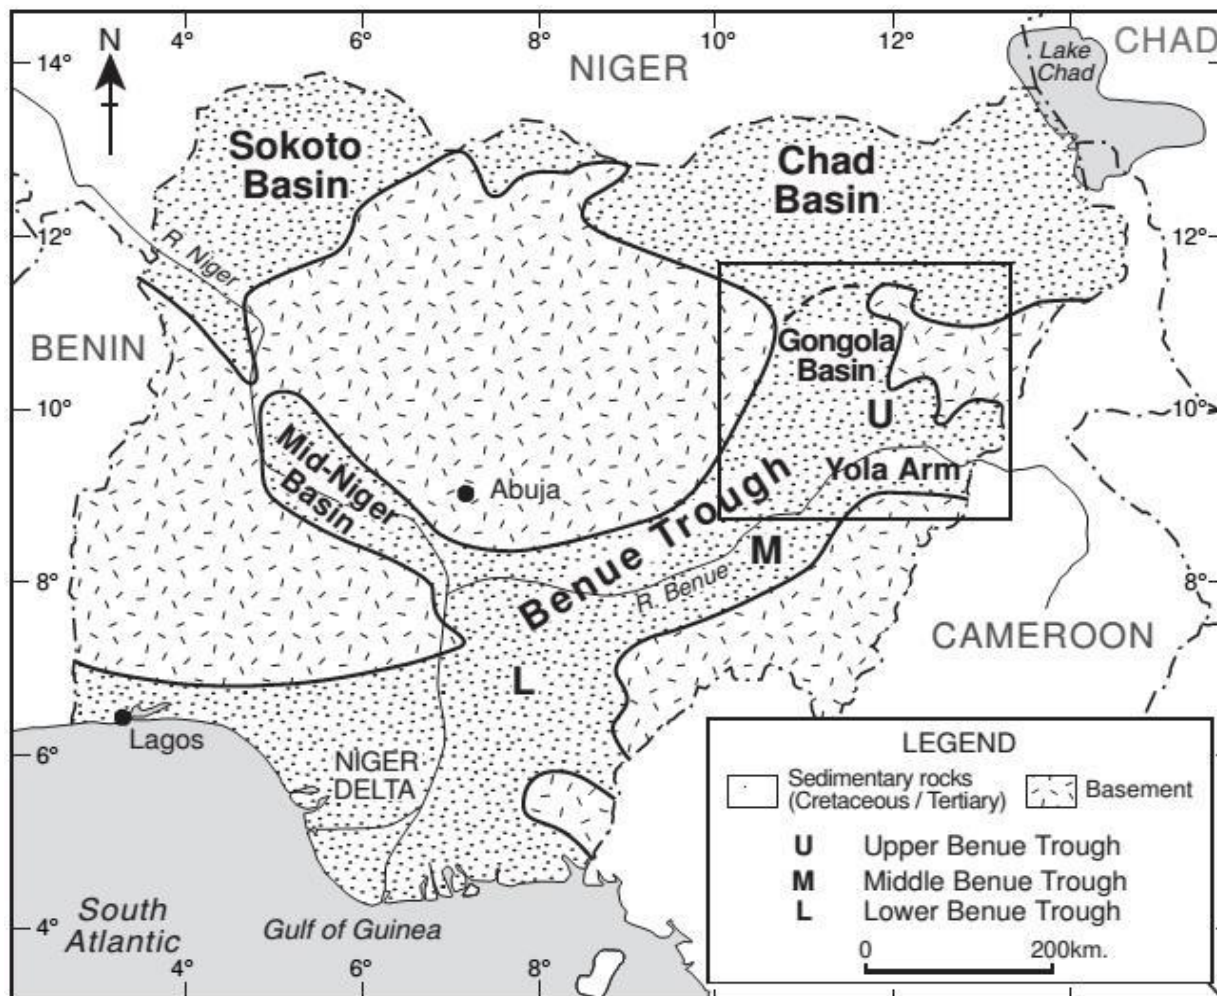 4°
6°
8°
10°
12°
N
14°
NIGER
Lake
Chad
CHAD
Sokoto
Basin
Chad
Basin
12°
12°
R. Niger
BENIN
Gongola
Basin
10°
10°
U
Mid-Niger
Basin
Abuja
Yola Arm
Benue Trough
M
R. Benue
8°
8°
CAMEROON
L
Lagos
6°
NIGER
DELTA
LEGEND
Sedimentary rocks
(Cretaceous / Tertiary)
Basement
U Upper Benue Trough
M Middle Benue Trough
L Lower Benue Trough
0 200km.
South
Atlantic
Gulf of Guinea
4°
4°
6°
8°